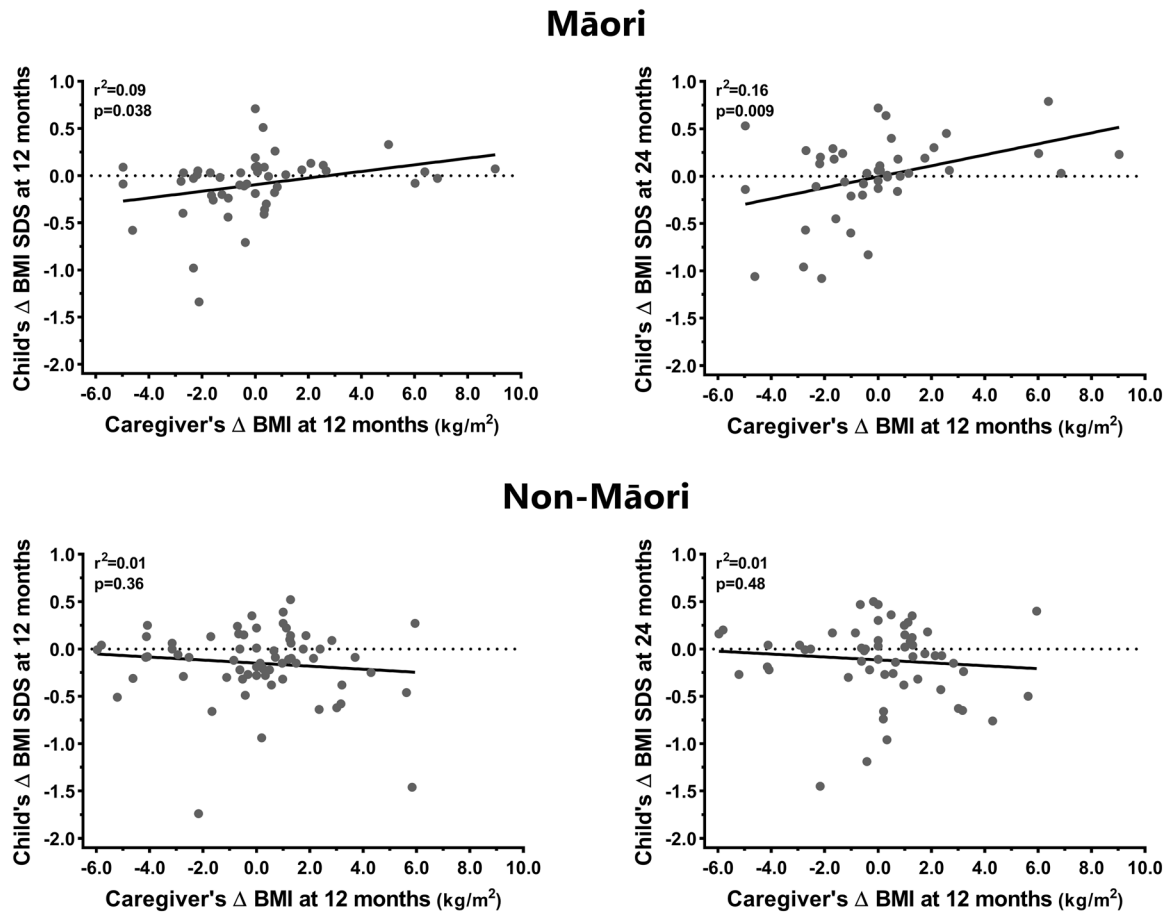 Māori
r²=0.09
p=0.038
1.0
0.5
0.0
-0.5
-1.0
-1.5
-2.0
Child's Δ BMI SDS at 12 months
-6.0 -4.0 -2.0 0.0 2.0 4.0 6.0 8.0 10.0
Caregiver's Δ BMI at 12 months (kg/m²)
r²=0.16
p=0.009
1.0
0.5
0.0
-0.5
-1.0
-1.5
-2.0
Child's Δ BMI SDS at 24 months
-6.0 -4.0 -2.0 0.0 2.0 4.0 6.0 8.0 10.0
Caregiver's Δ BMI at 12 months (kg/m²)
Non-Māori
r²=0.01
p=0.36
1.0
0.5
0.0
-0.5
-1.0
-1.5
-2.0
Child's Δ BMI SDS at 12 months
-6.0 -4.0 -2.0 0.0 2.0 4.0 6.0 8.0 10.0
Caregiver's Δ BMI at 12 months (kg/m²)
r²=0.01
p=0.48
1.0
0.5
0.0
-0.5
-1.0
-1.5
-2.0
Child's Δ BMI SDS at 24 months
-6.0 -4.0 -2.0 0.0 2.0 4.0 6.0 8.0 10.0
Caregiver's Δ BMI at 12 months (kg/m²)